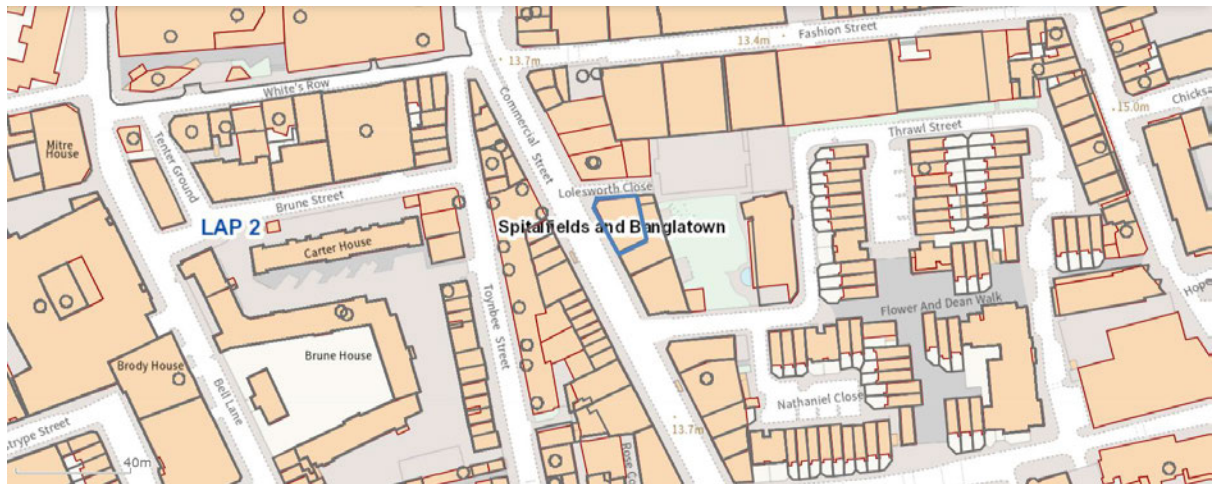 Fashion Street
13.4m
13.7m
White's Row
Commercial Street
15.0m
Chicksa
Thrawl Street
Mitre
House
Tenter Ground
Lolesworth Close
Brune Street
LAP 2
Spitalfields and Banglatown
Carter House
Toynbee Street
Flower And Dean Walk
Hope
Brune House
Brody House
Bell Lane
Nathaniel Close
13.7m
trype Street
Rose Co
40m